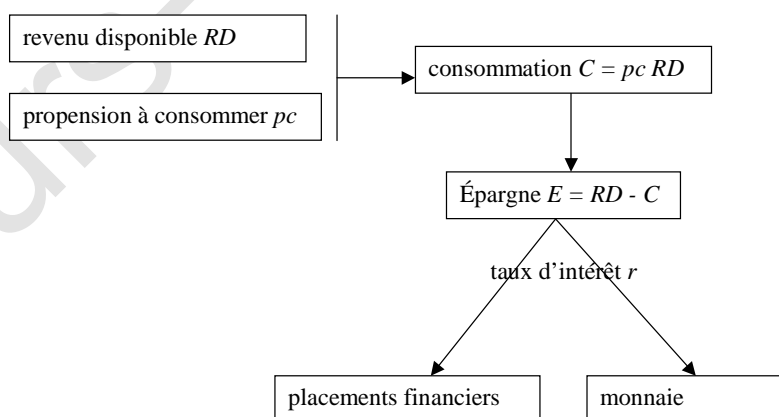 revenu disponible RD
consommation C = pc RD
propension à consommer pc
Épargne E = RD - C
taux d'intérêt r
placements financiers
monnaie